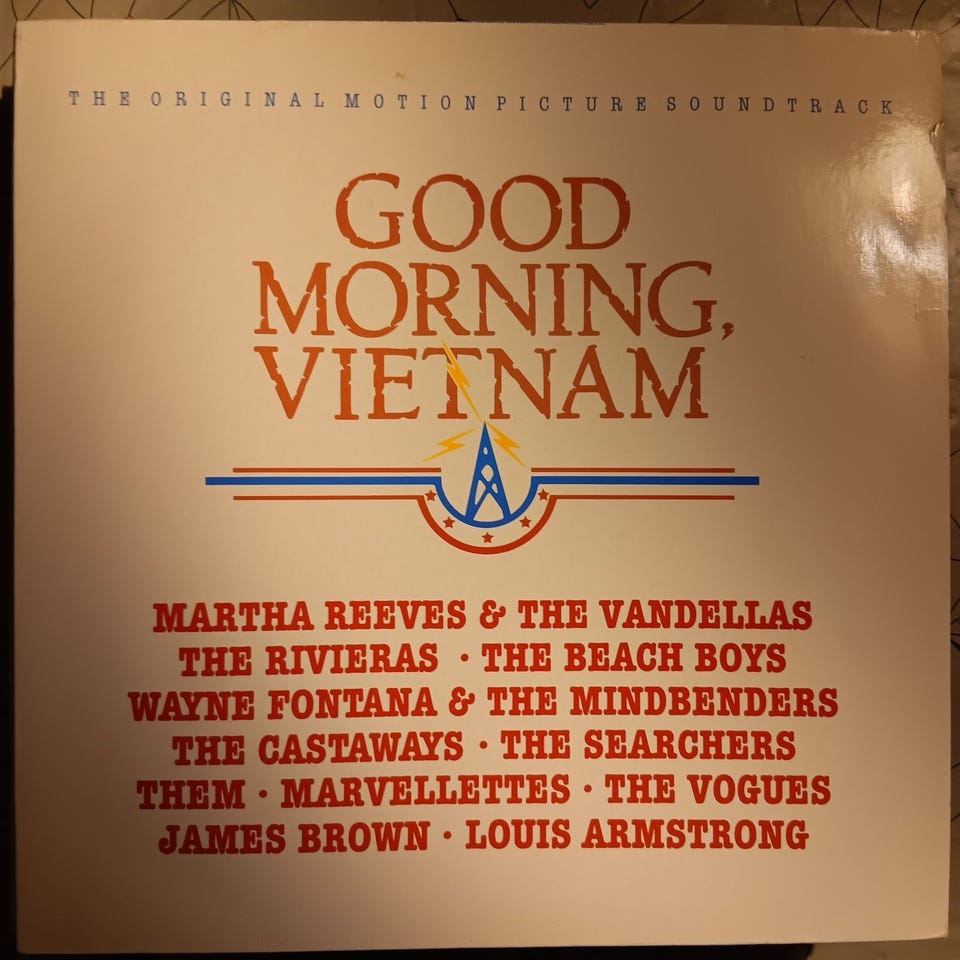 THE ORIGINAL MOTION PICTURE SOUNDTRACK
GOOD
MORNING,
VIETNAM
MARTHA REEVES & THE VANDELLAS
THE RIVIERAS • THE BEACH BOYS
WAYNE FONTANA & THE MINDBENDERS
THE CASTAWAYS • THE SEARCHERS
THEM • MARVELLETTES • THE VOGUES
JAMES BROWN • LOUIS ARMSTRONG